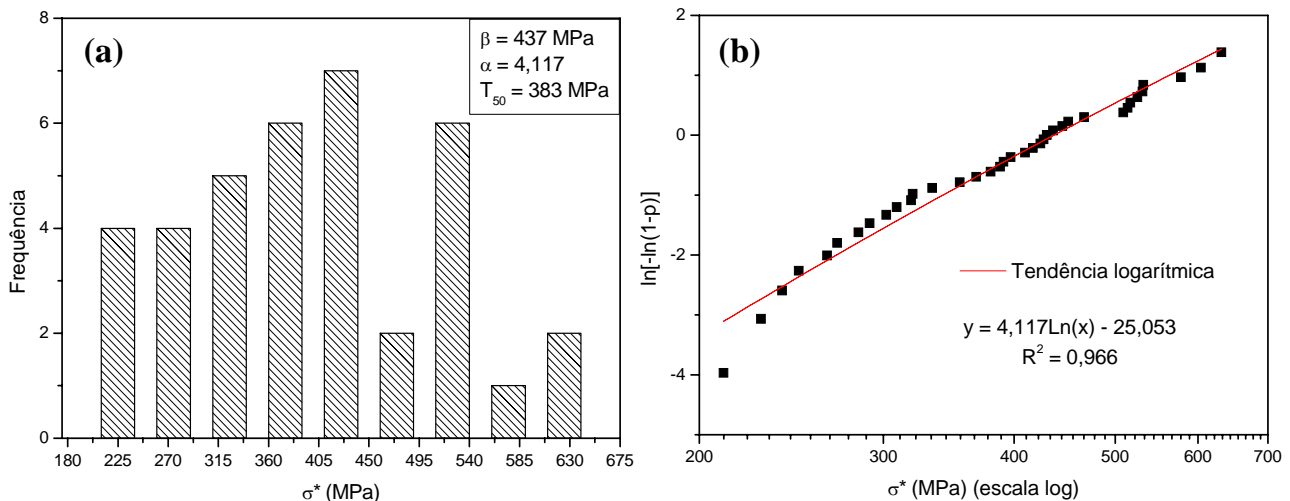 (a)
β = 437 MPa
α = 4,117
T50 = 383 MPa
Frequência
8
6
4
2
0
180 225 270 315 360 405 450 495 540 585 630 675
σ* (MPa)
(b)
ln[-ln(1-p)]
2
0
-2
-4
Tendência logarítmica
y = 4,117Ln(x) - 25,053
R² = 0,966
200 300 400 500 600 700
σ* (MPa) (escala log)